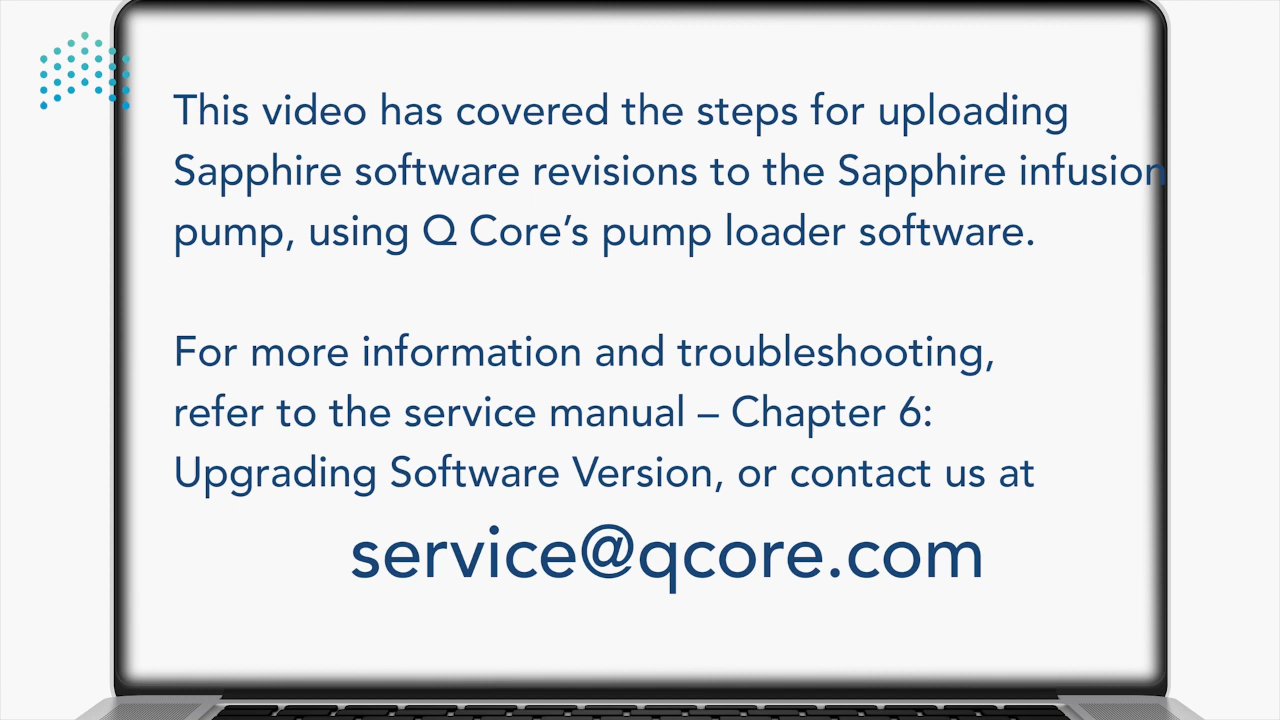 This video has covered the steps for uploading
Sapphire software revisions to the Sapphire infusion
pump, using Q Core’s pump loader software.
For more information and troubleshooting,
refer to the service manual – Chapter 6:
Upgrading Software Version, or contact us at
service@qcore.com